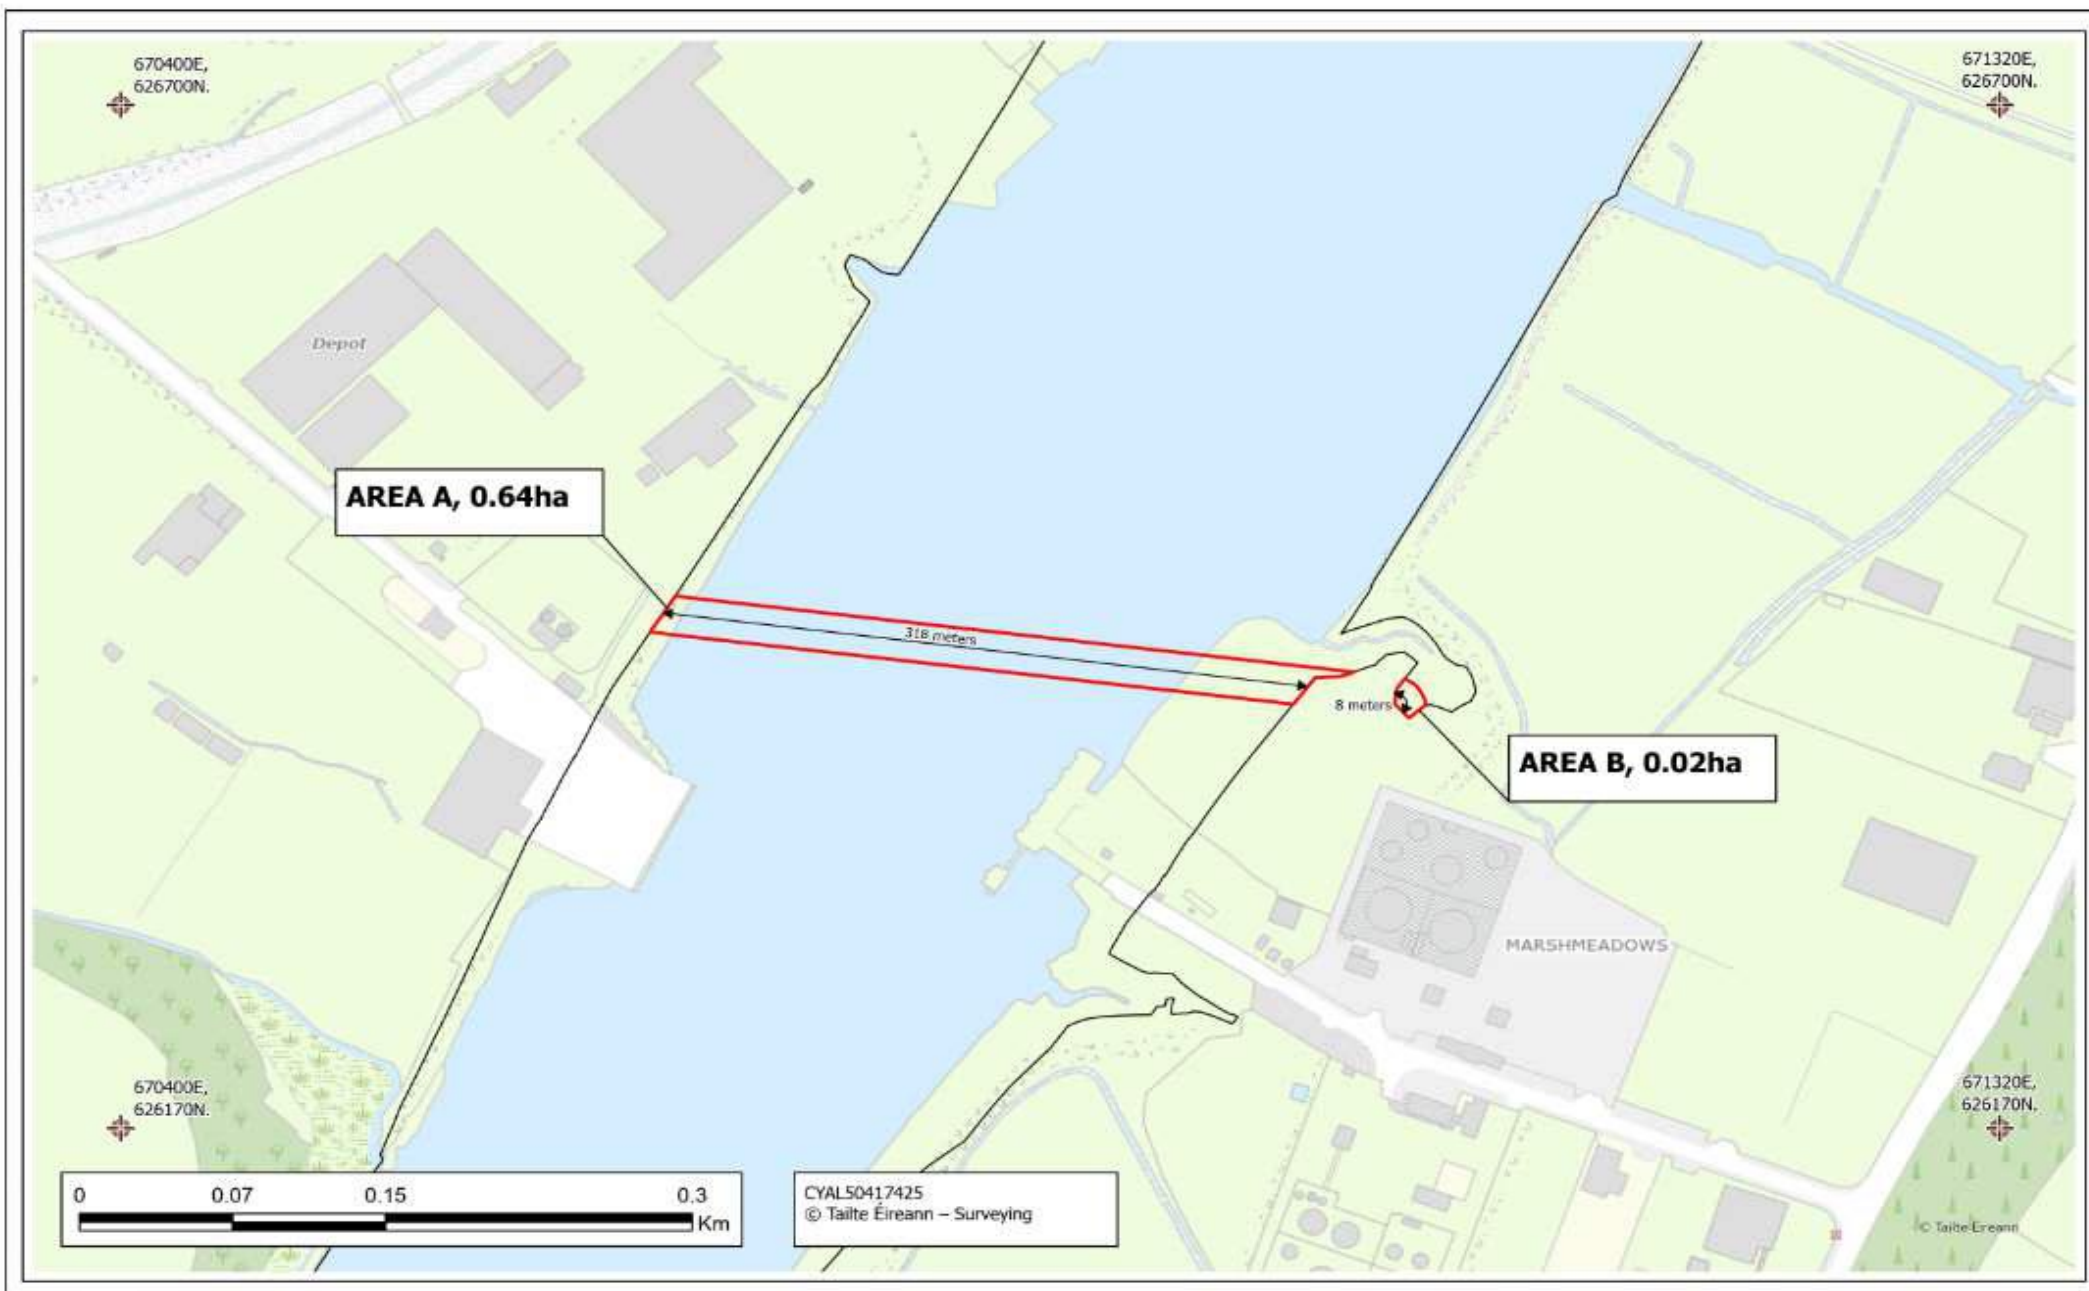 670400E,
626700N.
671320E,
626700N.
Depot
AREA A, 0.64ha
318 meters
8 meters
AREA B, 0.02ha
MARSHMEADOWS
670400E,
626170N.
671320E,
626170N.
0 0.07 0.15 0.3
Km
CYAL50417425
© Tailte Éireann – Surveying
© Tailte Éireann